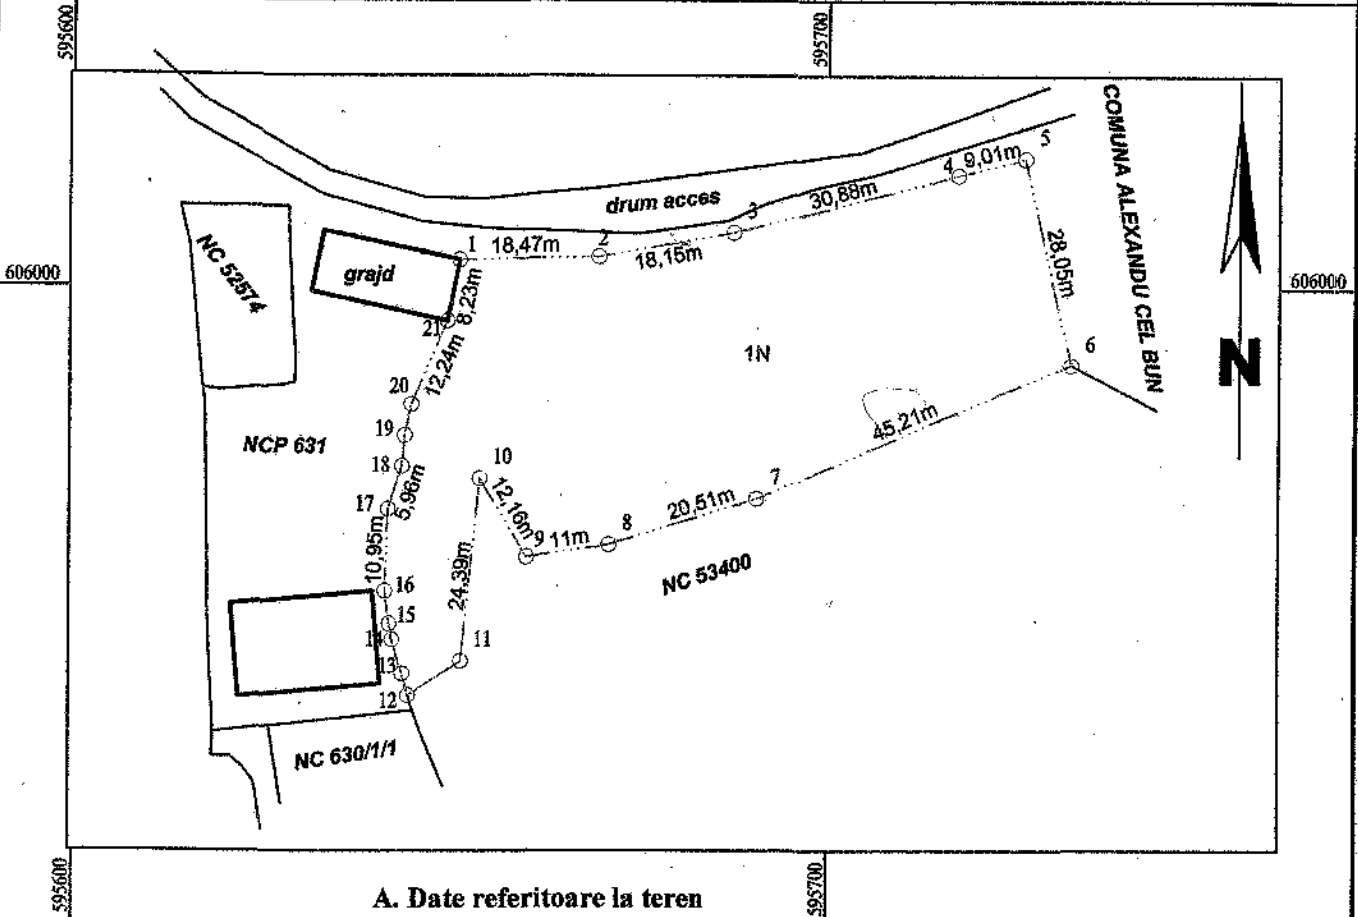 595600
595700
COMUNA ALEXANDU CEL BUN
5
9,01m
4
30,88m
drum acces
3
1
18,47m
2
18,15m
NC 52574
grajd
28,05m
606000
606000
8,23m
21
N
1N
6
12,24m
20
45,21m
19
NCP 631
18
10
5,96m
12,16m
17
7
20,51m
8
9
11m
10,95m
24,39m
NC 53400
16
15
14
11
13
12
NC 630/1/1
595600
595700
A. Date referitoare la teren